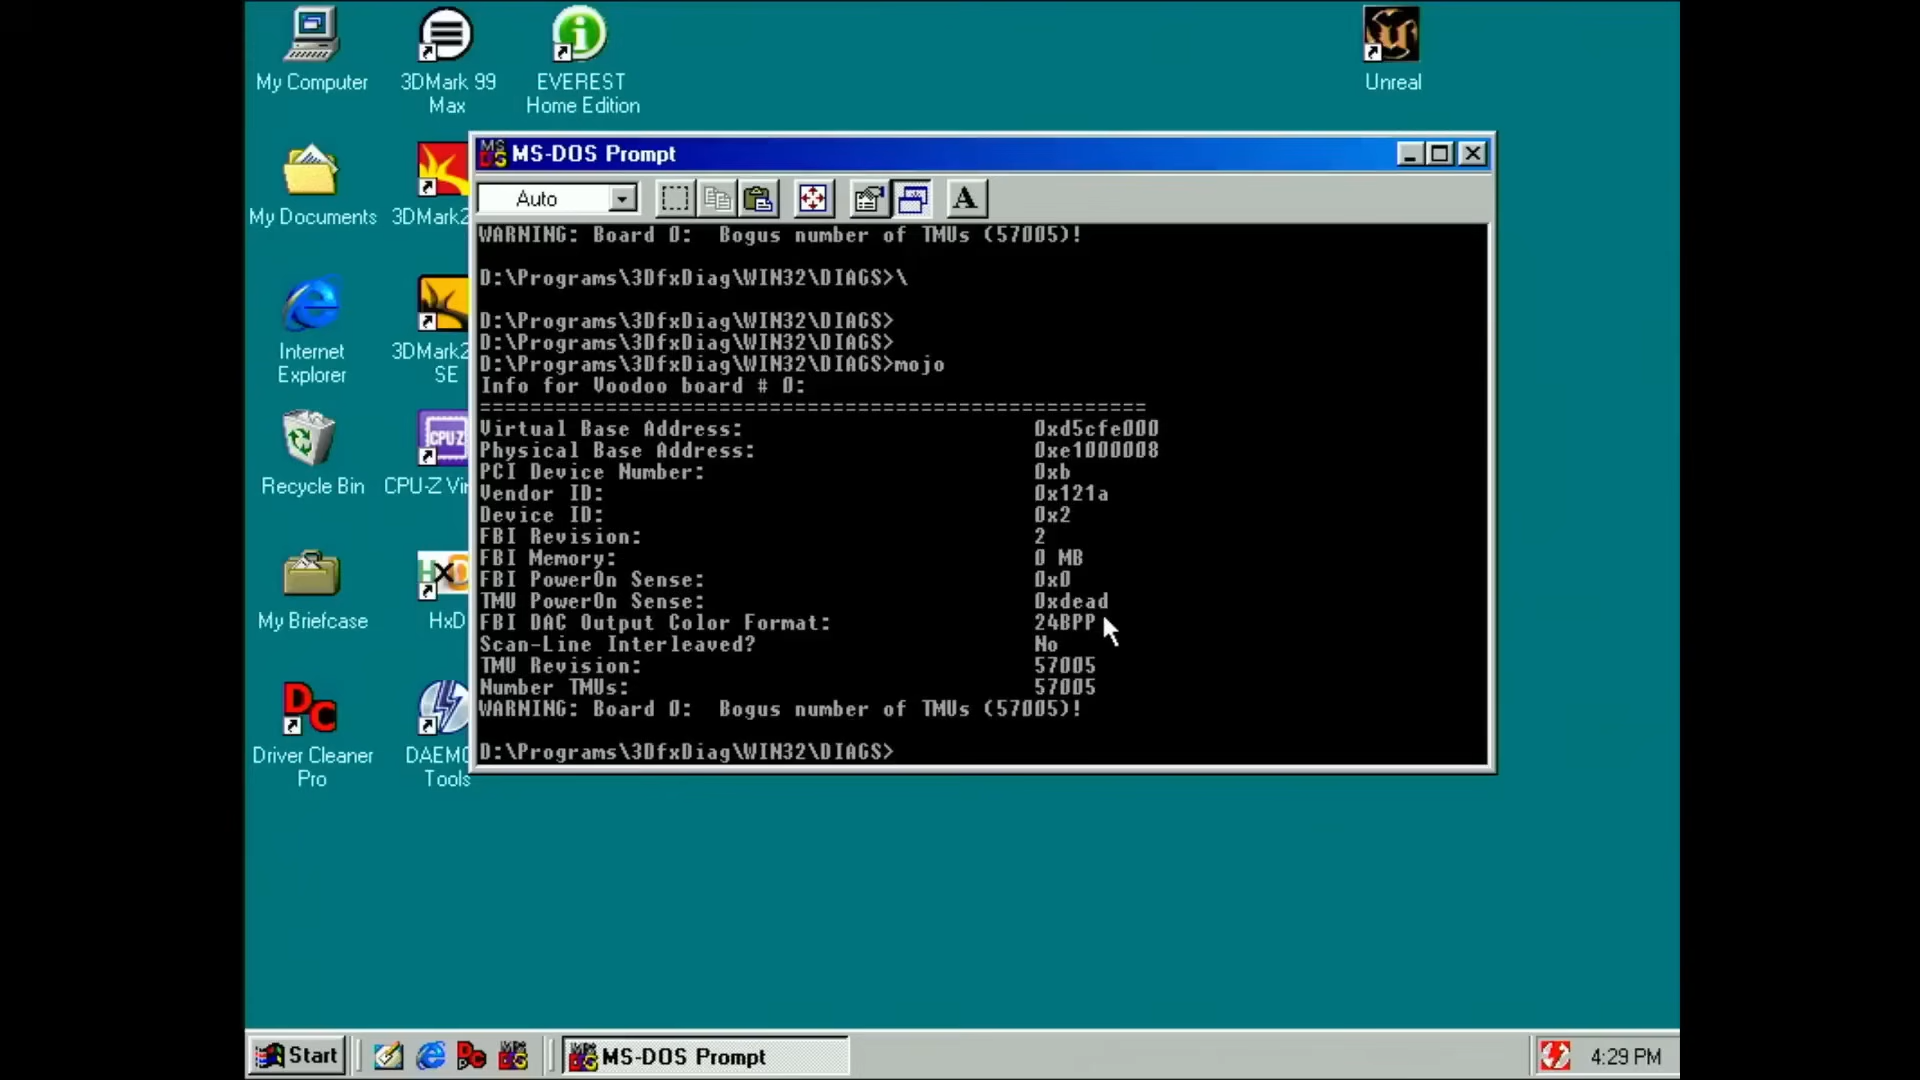 My Computer
3DMark 99
Max
EVEREST
Home Edition
Unreal
My Documents
3DMark2
Internet
Explorer
3DMark2
SE
Recycle Bin
CPU-Z
CPU-Z Vi
My Briefcase
HxD
HxD
Driver Cleaner
Pro
DAEM
Tools
MS-DOS Prompt
Auto
A
WARNING: Board 0:  Bogus number of TMUs (57005)!
D:\Programs\3DfxDiag\WIN32\DIAGS>\
D:\Programs\3DfxDiag\WIN32\DIAGS>
D:\Programs\3DfxDiag\WIN32\DIAGS>
D:\Programs\3DfxDiag\WIN32\DIAGS>mojo
Info for Voodoo board # 0:
=====================================================
Virtual Base Address: 0xd5cfe000
Physical Base Address: 0xe1000008
PCI Device Number: 0xb
Vendor ID: 0x121a
Device ID: 0x2
FBI Revision: 2
FBI Memory: 0 MB
FBI PowerOn Sense: 0x0
TMU PowerOn Sense: 0xdead
FBI DAC Output Color Format: 24BPP
Scan-Line Interleaved? No
TMU Revision: 57005
Number TMUs: 57005
WARNING: Board 0:  Bogus number of TMUs (57005)!
D:\Programs\3DfxDiag\WIN32\DIAGS>
Start
MS-DOS Prompt
4:29 PM